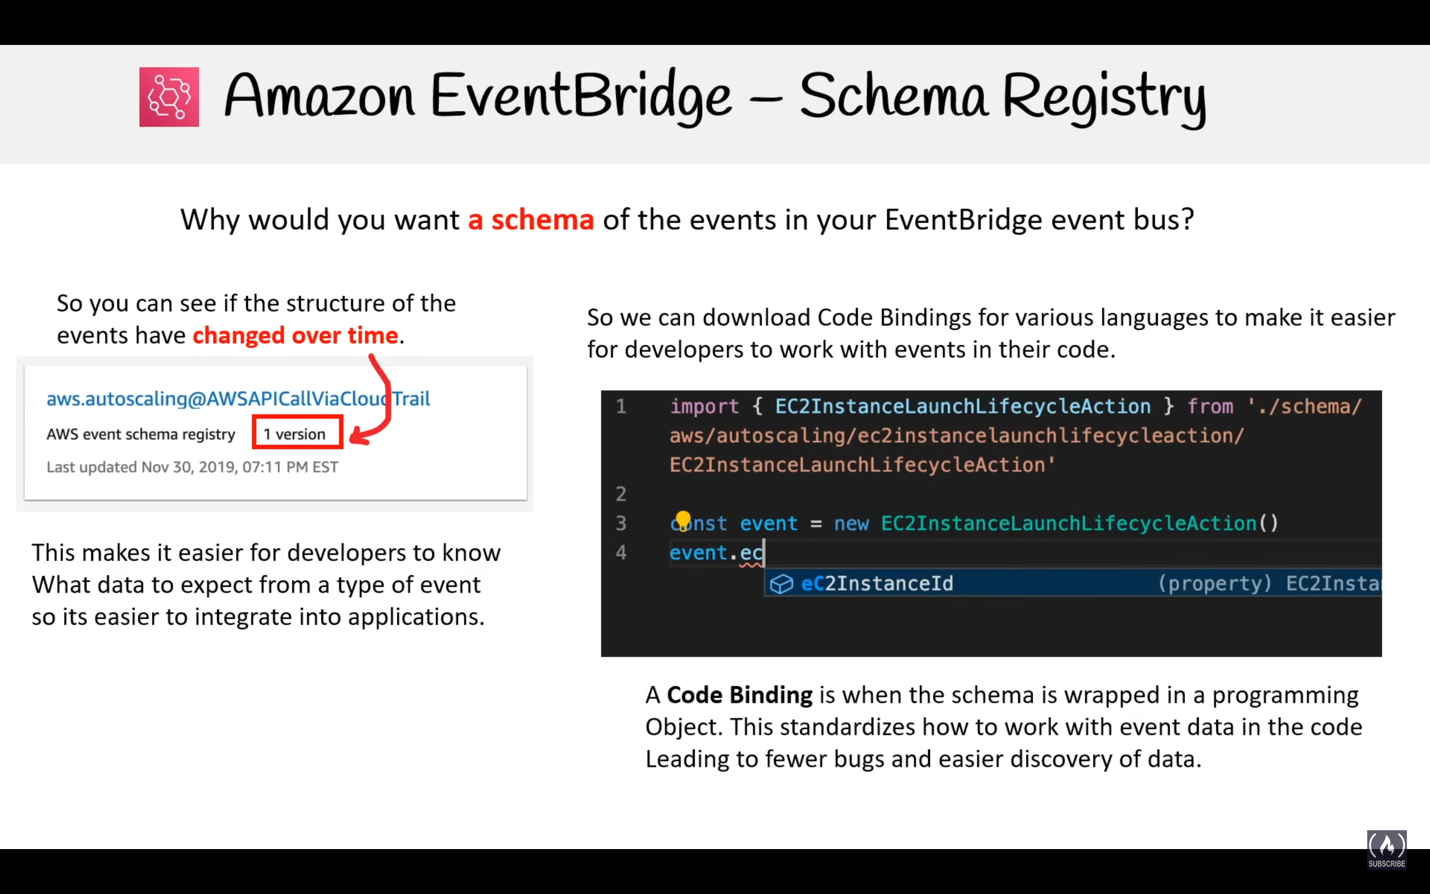 Amazon EventBridge – Schema Registry
Why would you want a schema of the events in your EventBridge event bus?
So you can see if the structure of the
events have changed over time.
aws.autoscaling@AWSAPICallViaCloudTrail
AWS event schema registry 1 version
Last updated Nov 30, 2019, 07:11 PM EST
This makes it easier for developers to know
What data to expect from a type of event
so its easier to integrate into applications.
So we can download Code Bindings for various languages to make it easier
for developers to work with events in their code.
1 import { EC2InstanceLaunchLifecycleAction } from './schema/
aws/autoscaling/ec2instancelaunchlifecycleaction/
EC2InstanceLaunchLifecycleAction'
2
3 const event = new EC2InstanceLaunchLifecycleAction()
4 event.ec
eC2InstanceId (property) EC2Insta
A Code Binding is when the schema is wrapped in a programming
Object. This standardizes how to work with event data in the code
Leading to fewer bugs and easier discovery of data.
SUBSCRIBE